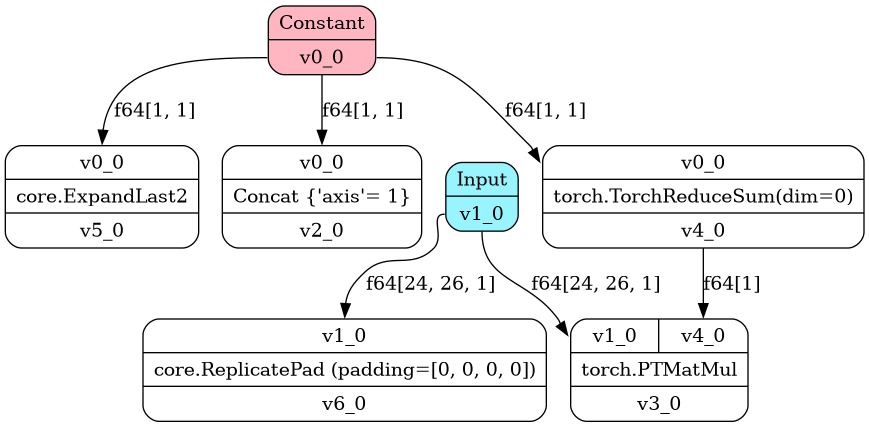 Constant
v0_0
f64[1, 1]
f64[1, 1]
f64[1, 1]
v0_0
core.ExpandLast2
v5_0
v0_0
Concat {'axis'= 1}
v2_0
Input
v1_0
v0_0
torch.TorchReduceSum(dim=0)
v4_0
f64[24, 26, 1]
f64[24, 26, 1]
f64[1]
v1_0
core.ReplicatePad (padding=[0, 0, 0, 0])
v6_0
v1_0 v4_0
torch.PTMatMul
v3_0